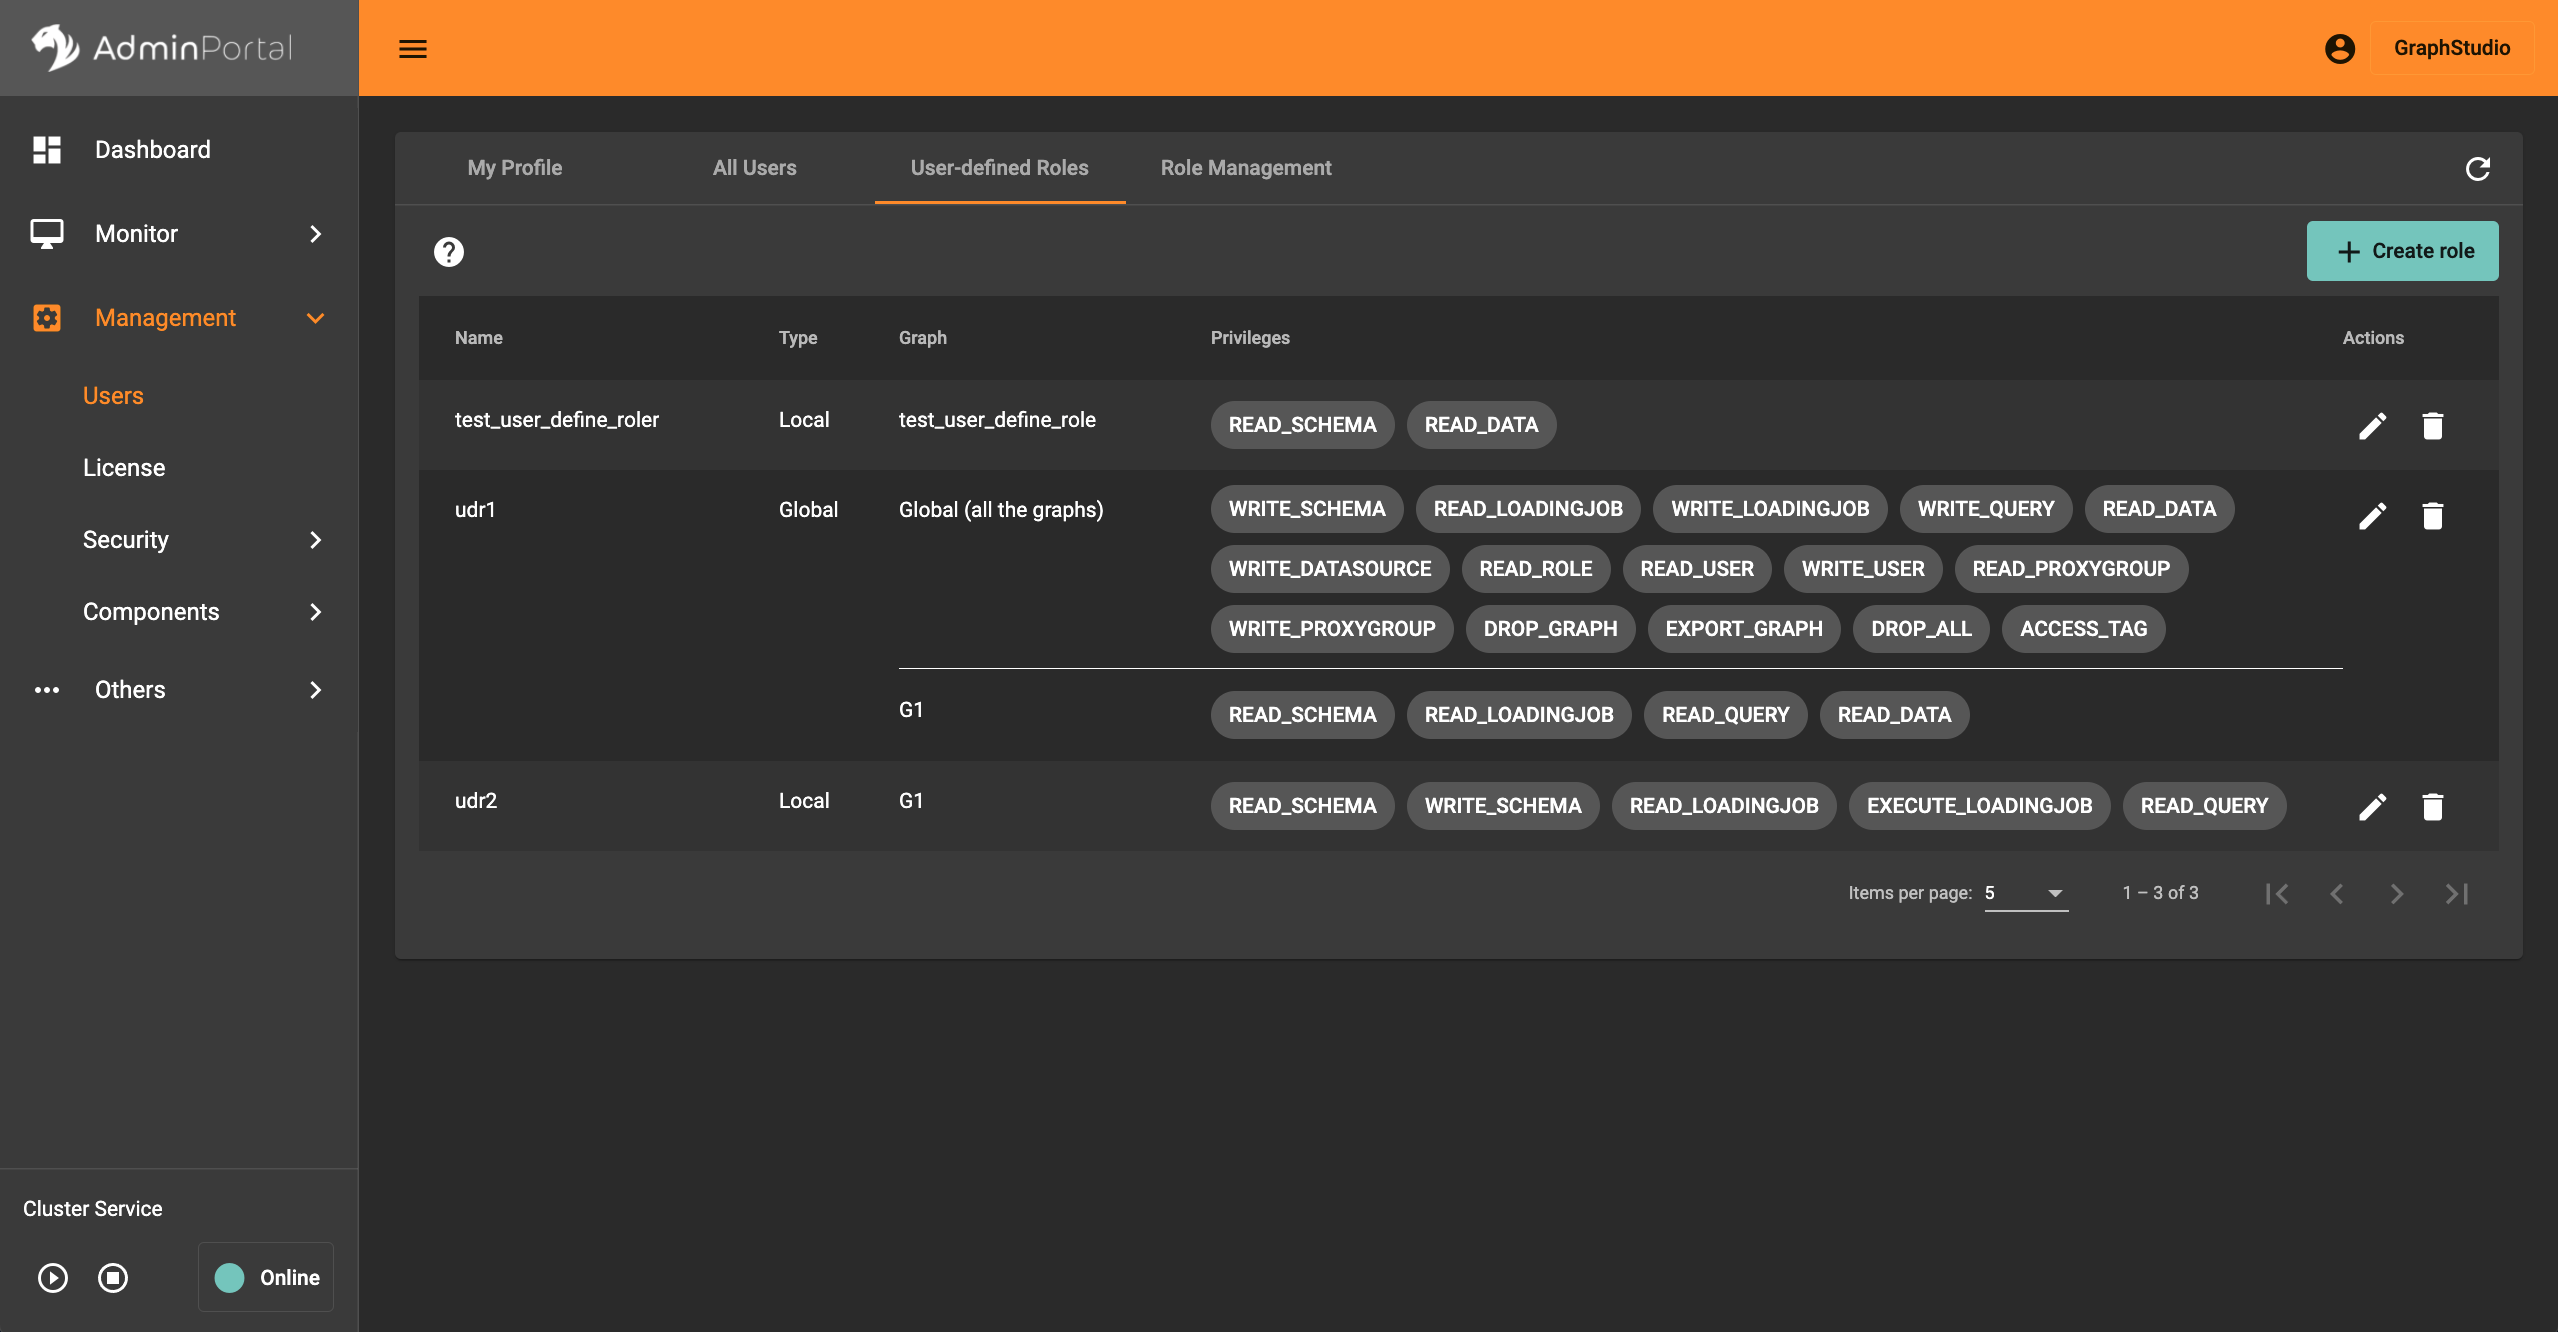 AdminPortal
GraphStudio
Dashboard
Monitor
Management
Users
License
Security
Components
Others
Cluster Service
Online
My Profile All Users User-defined Roles Role Management
? + Create role
Name Type Graph Privileges Actions
test_user_define_roler Local test_user_define_role READ_SCHEMA READ_DATA
udr1 Global Global (all the graphs) WRITE_SCHEMA READ_LOADINGJOB WRITE_LOADINGJOB WRITE_QUERY READ_DATA
WRITE_DATASOURCE READ_ROLE READ_USER WRITE_USER READ_PROXYGROUP
WRITE_PROXYGROUP DROP_GRAPH EXPORT_GRAPH DROP_ALL ACCESS_TAG
G1 READ_SCHEMA READ_LOADINGJOB READ_QUERY READ_DATA
udr2 Local G1 READ_SCHEMA WRITE_SCHEMA READ_LOADINGJOB EXECUTE_LOADINGJOB READ_QUERY
Items per page: 5 1 – 3 of 3